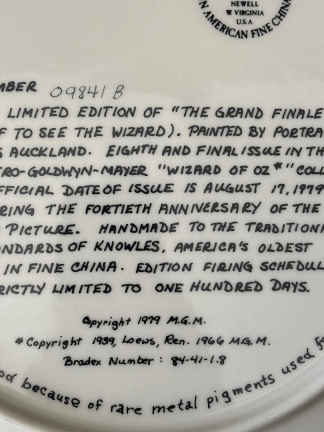 NEWELL
W. VIRGINIA
U.S.A.
AMERICAN FINE CHINA
MBER 09841 B
LIMITED EDITION OF "THE GRAND FINALE
F TO SEE THE WIZARD). PAINTED BY PORTRA
S AUCKLAND. EIGHTH AND FINAL ISSUE IN TH
TRO-GOLDWYN-MAYER "WIZARD OF OZ*" COLL
FFICIAL DATE OF ISSUE IS AUGUST 17, 1979
RING THE FORTIETH ANNIVERSARY OF THE
PICTURE. HANDMADE TO THE TRADITION
NDARDS OF KNOWLES, AMERICA'S OLDEST
IN FINE CHINA. EDITION FIRING SCHEDUL
RICTLY LIMITED TO ONE HUNDRED DAYS.
Copyright 1979 M.G.M.
* Copyright 1939, Loews, Ren. 1966 M.G.M.
Bradex Number: 84-41-1.8
od because of rare metal pigments used f